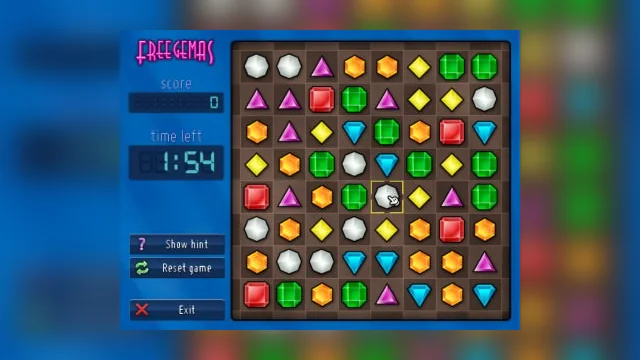 FREEGEMAS
score
0
time left
1:54
? Show hint
Reset game
Exit